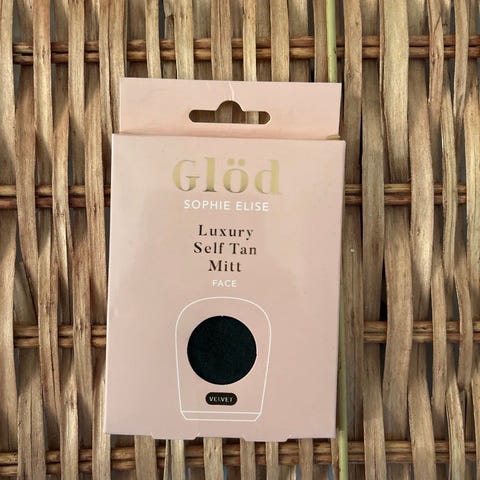 Glöd
SOPHIE ELISE
Luxury
Self Tan
Mitt
FACE
VELVET